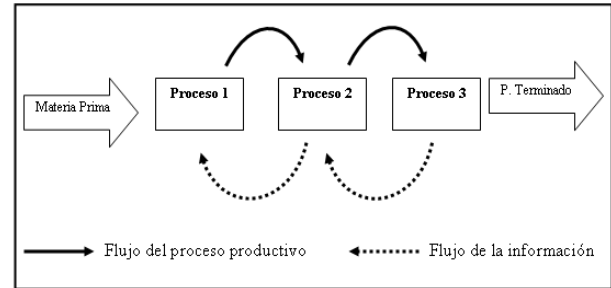 Materia Prima
Proceso 1
Proceso 2
Proceso 3
P. Terminado
Flujo del proceso productivo
Flujo de la información